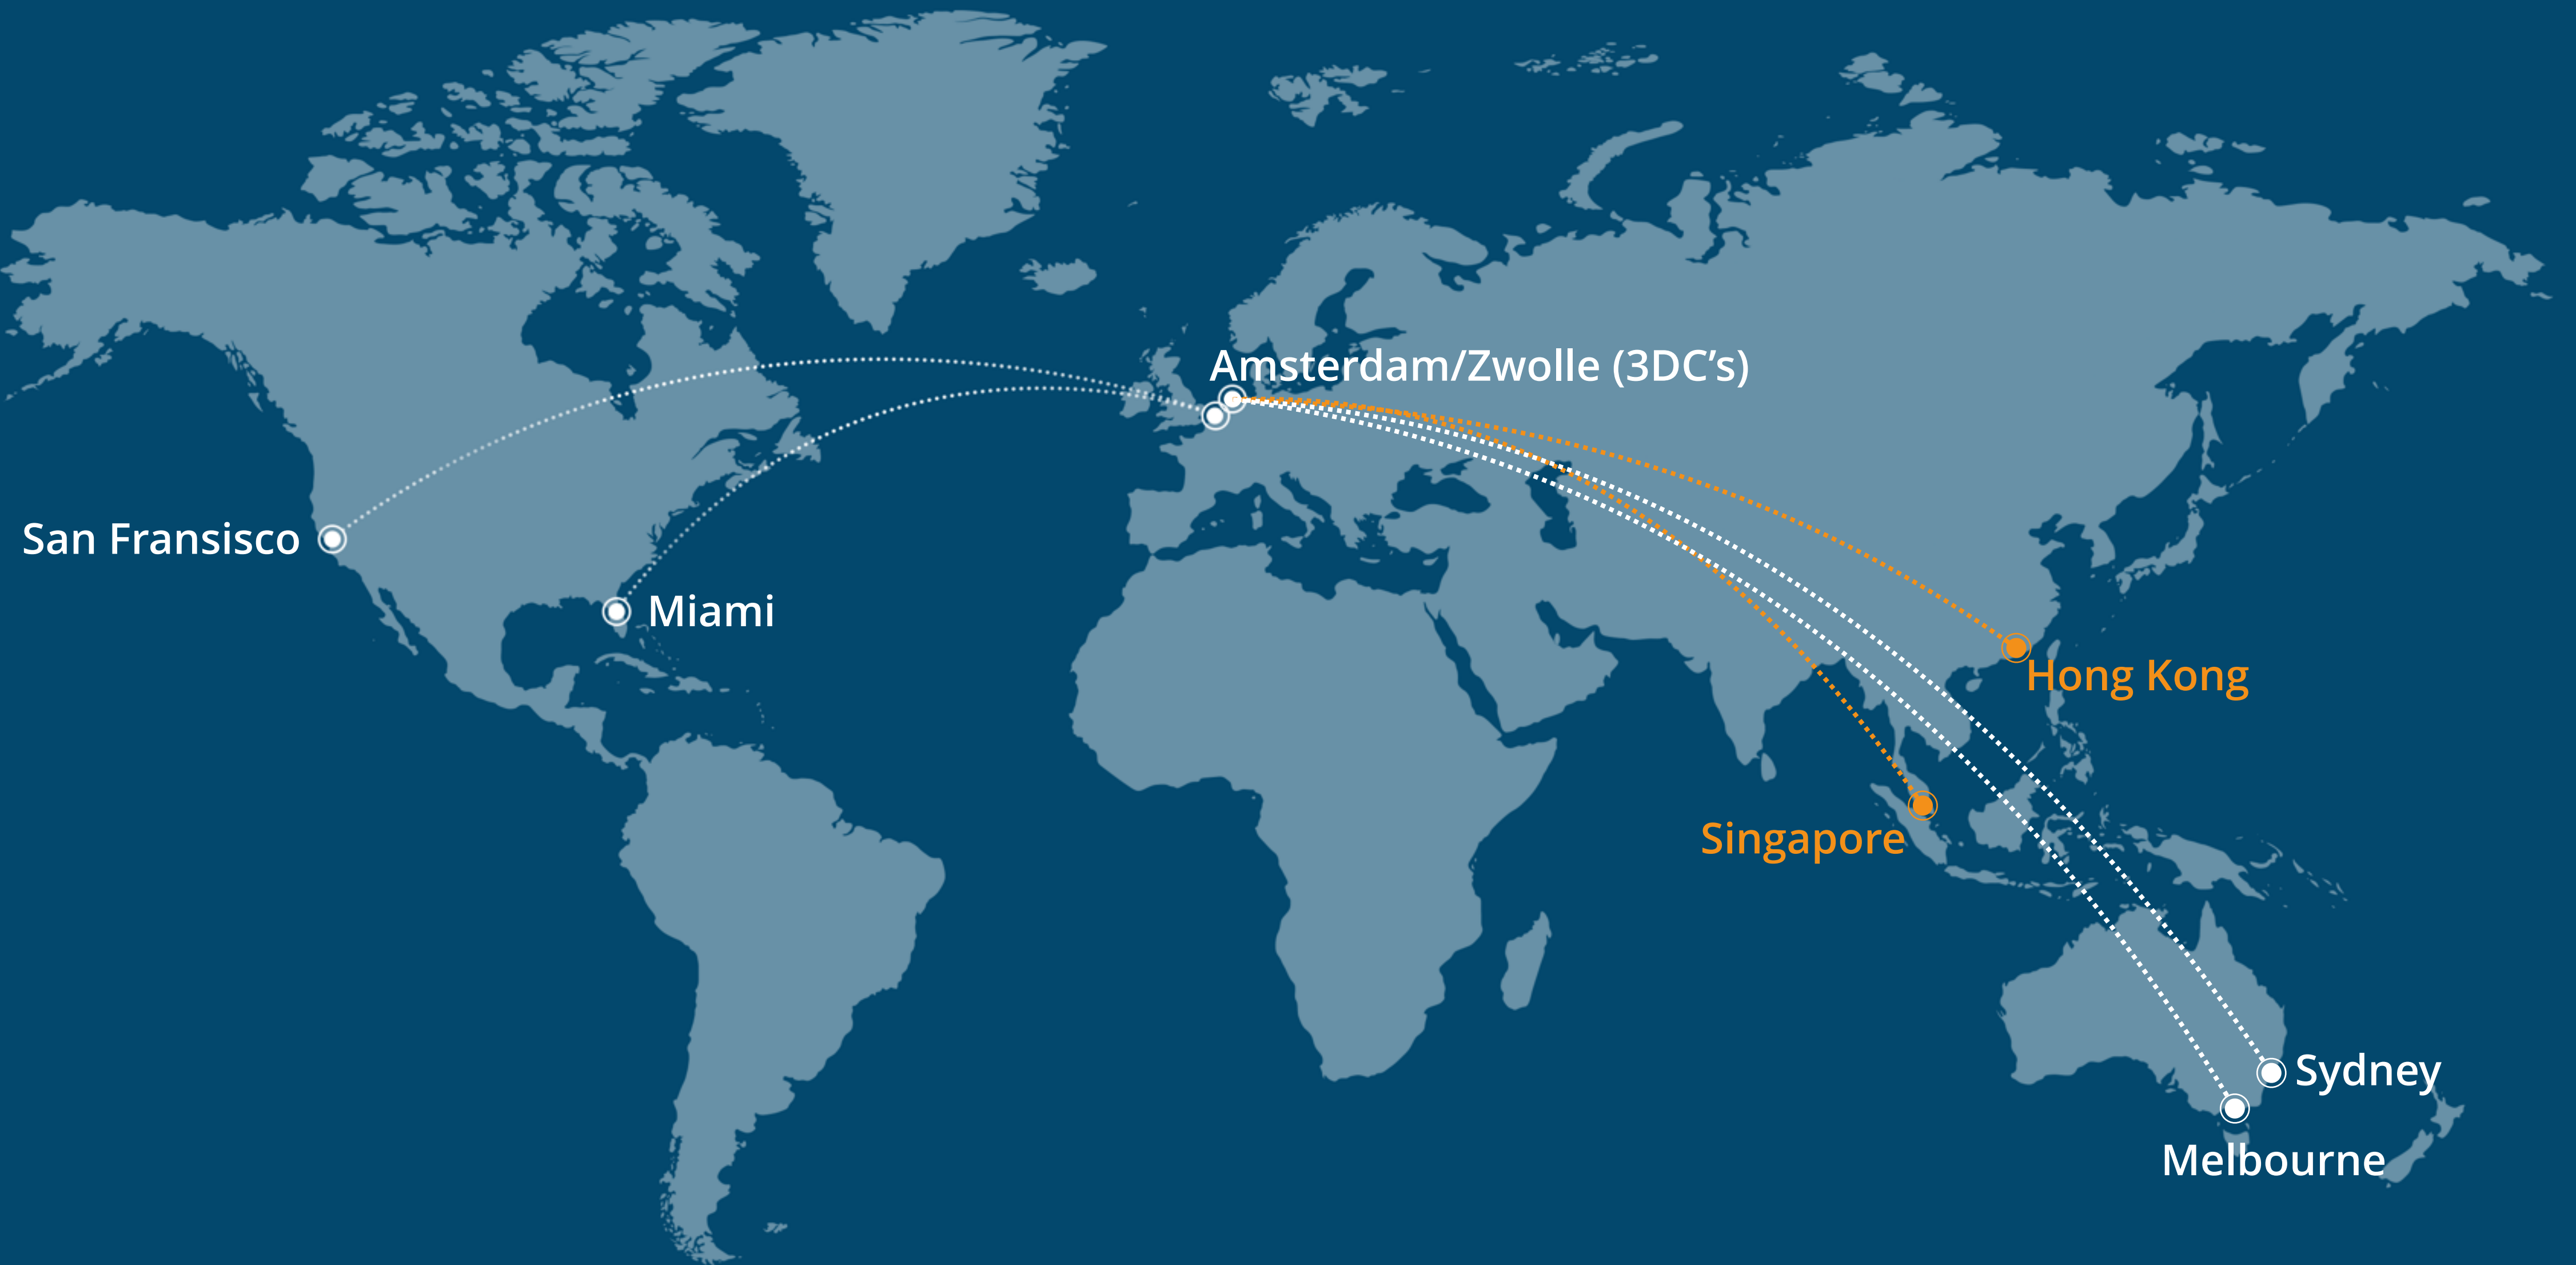 Amsterdam/Zwolle (3DC’s)
San Fransisco
Miami
Hong Kong
Singapore
Sydney
Melbourne